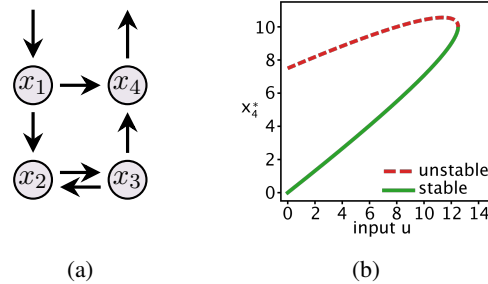 x₁
x₄
x₂
x₃
(a)
x₄*
10
8
6
4
2
0
unstable
stable
0 2 4 6 8 10 12 14
input u
(b)